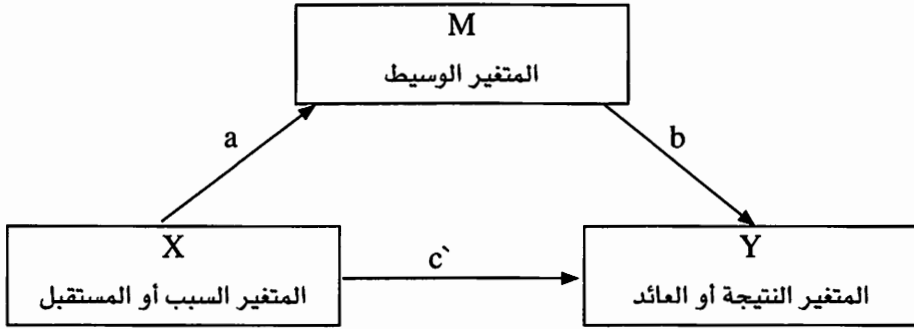 M
المتغير الوسيط
a
b
X
المتغير السبب أو المستقبل
c`
Y
المتغير النتيجة أو العائد